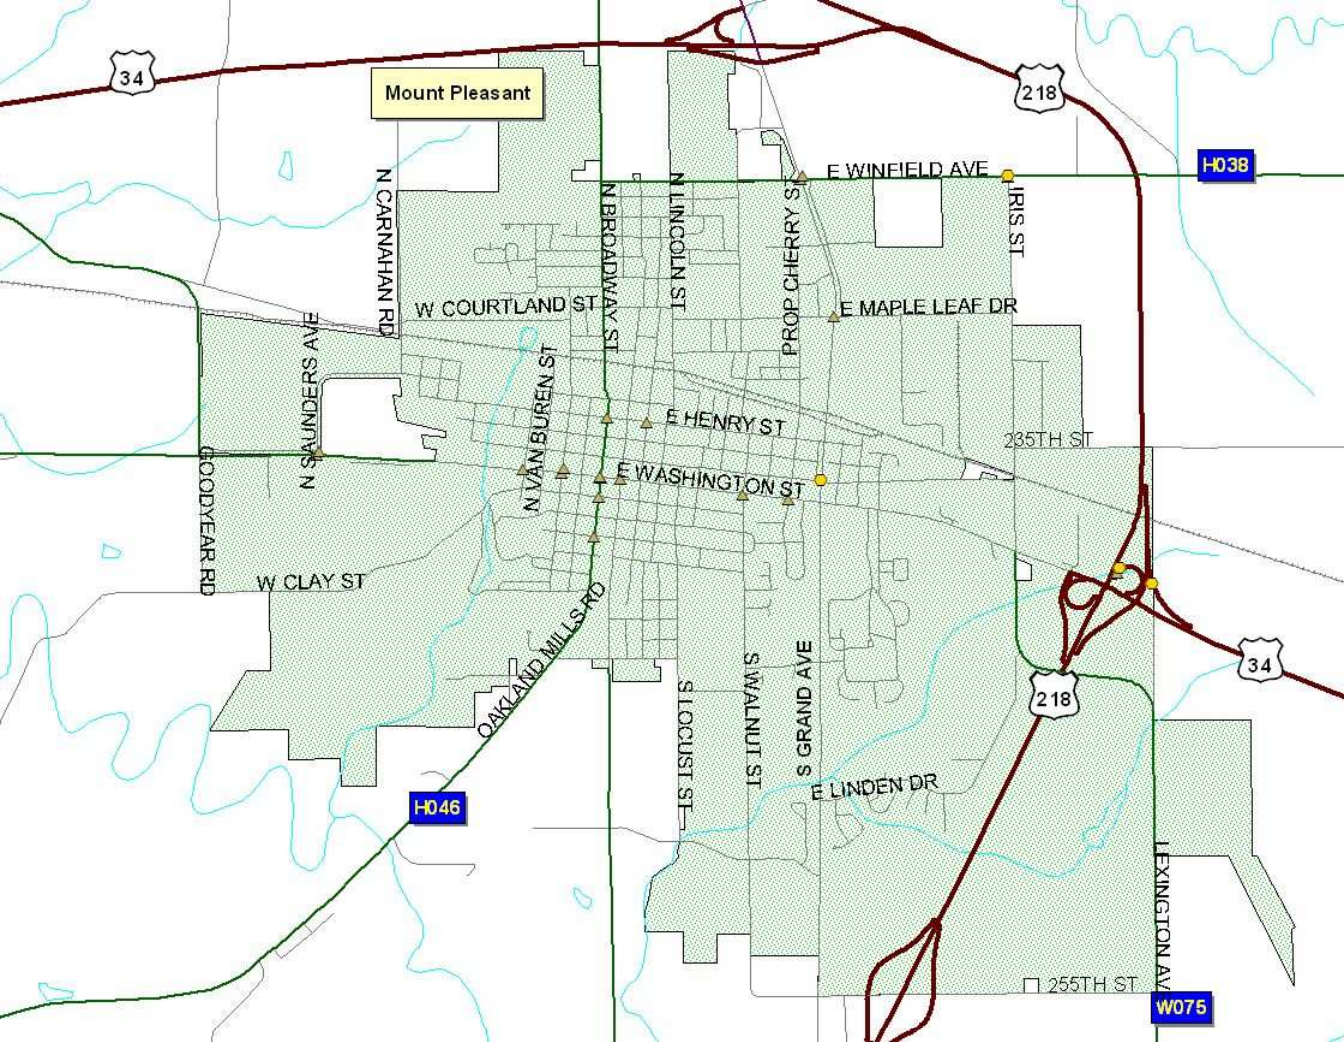 34
Mount Pleasant
218
H038
E WINFIELD AVE
N CARNAHAN RD
N BROADWAY ST
N LINCOLN ST
PROP CHERRY ST
IRIS ST
W COURTLAND ST
E MAPLE LEAF DR
N SAUNDERS AVE
N VAN BUREN ST
E HENRY ST
235TH ST
GOODYEAR RD
E WASHINGTON ST
W CLAY ST
OAKLAND MILLS RD
S LOCUST ST
S WALNUT ST
S GRAND AVE
34
218
E LINDEN DR
H046
LEXINGTON AV
255TH ST
W075